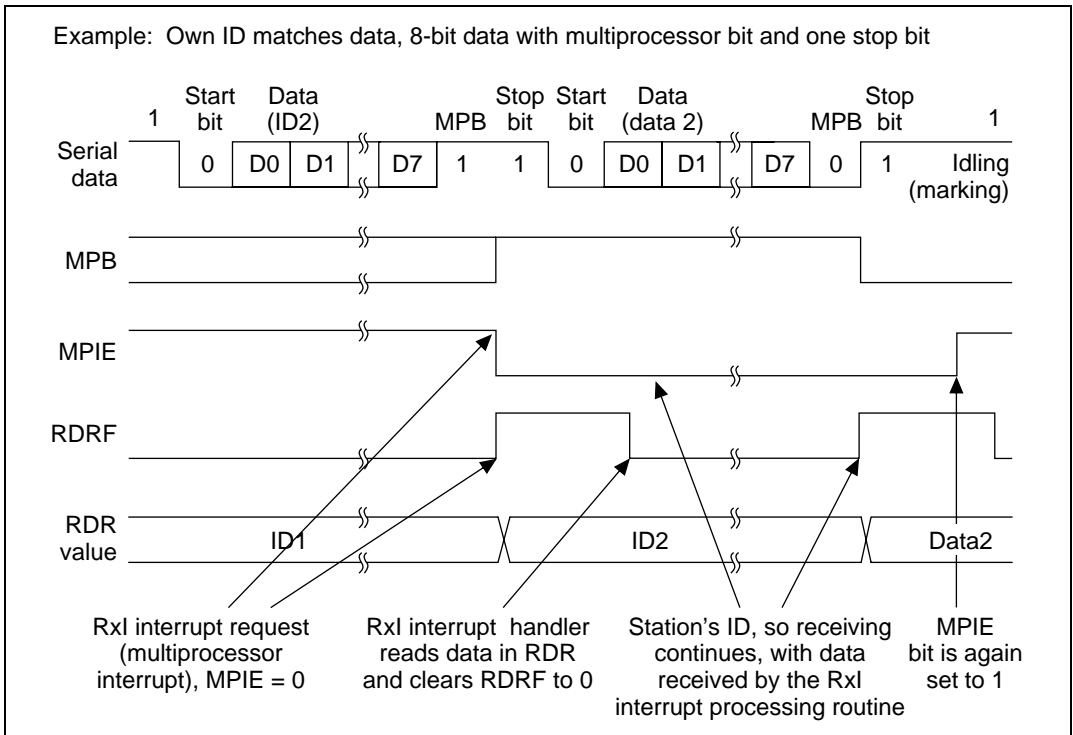 Example: Own ID matches data, 8-bit data with multiprocessor bit and one stop bit
1
Start bit
Data (ID2)
MPB
Stop bit
Start bit
Data (data 2)
MPB
Stop bit
1
Serial data
0 D0 D1 D7 1 1 0 D0 D1 D7 0 1
Idling (marking)
MPB
MPIE
RDRF
RDR value
ID1
ID2
Data2
RxI interrupt request
(multiprocessor
interrupt), MPIE = 0
RxI interrupt handler
reads data in RDR
and clears RDRF to 0
Station's ID, so receiving
continues, with data
received by the RxI
interrupt processing routine
MPIE
bit is again
set to 1